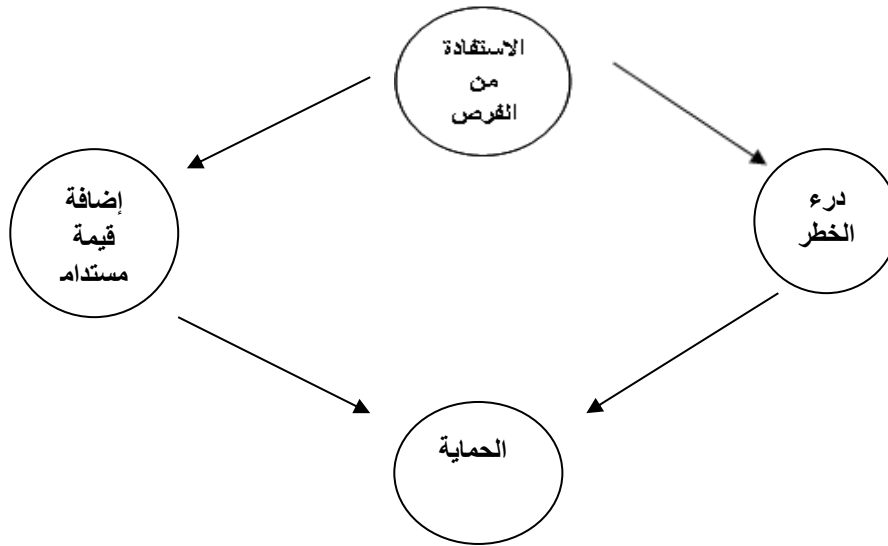 الاستفادة
من
الفرص
درء
الخطر
إضافة
قيمة
مستدام
الحماية